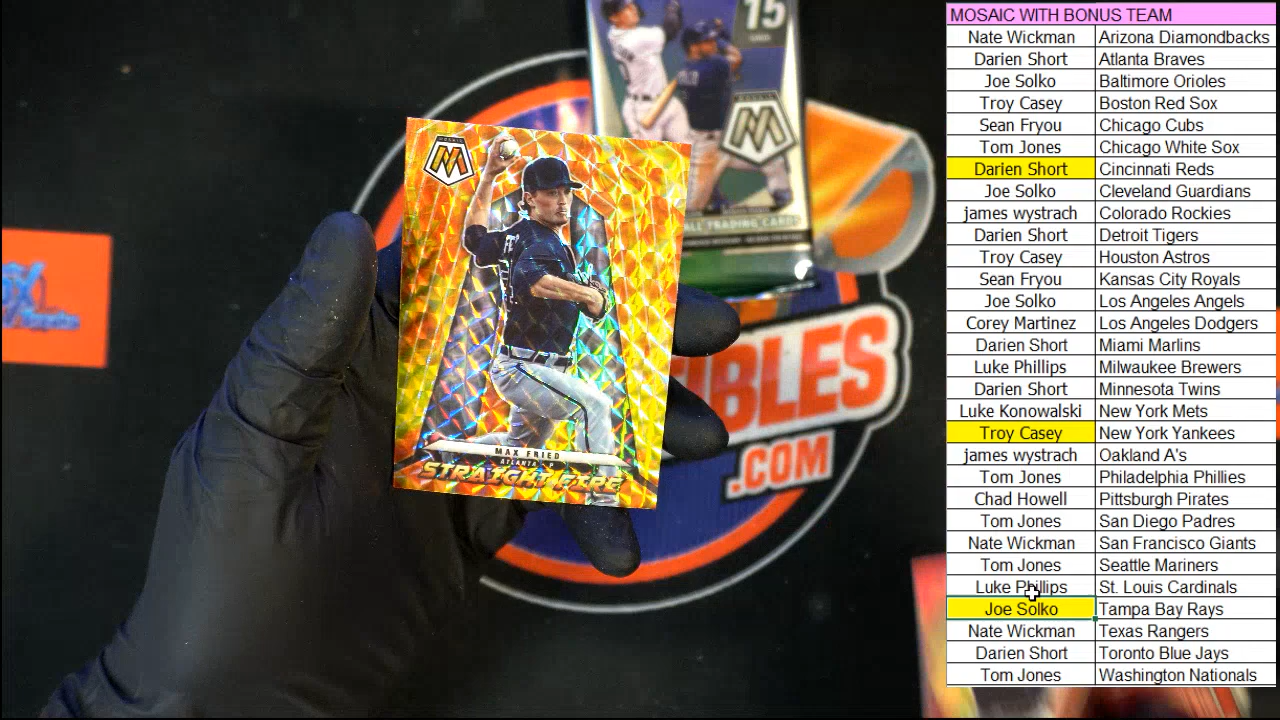 MOSAIC WITH BONUS TEAM
Nate Wickman Arizona Diamondbacks
Darien Short Atlanta Braves
Joe Solko Baltimore Orioles
Troy Casey Boston Red Sox
Sean Fryou Chicago Cubs
Tom Jones Chicago White Sox
Darien Short Cincinnati Reds
Joe Solko Cleveland Guardians
james wystrach Colorado Rockies
Darien Short Detroit Tigers
Troy Casey Houston Astros
Sean Fryou Kansas City Royals
Joe Solko Los Angeles Angels
Corey Martinez Los Angeles Dodgers
Darien Short Miami Marlins
Luke Phillips Milwaukee Brewers
Darien Short Minnesota Twins
Luke Konowalski New York Mets
Troy Casey New York Yankees
james wystrach Oakland A's
Tom Jones Philadelphia Phillies
Chad Howell Pittsburgh Pirates
Tom Jones San Diego Padres
Nate Wickman San Francisco Giants
Tom Jones Seattle Mariners
Luke Phillips St. Louis Cardinals
Joe Solko Tampa Bay Rays
Nate Wickman Texas Rangers
Darien Short Toronto Blue Jays
Tom Jones Washington Nationals
15
MOSAIC
M
TRADING CARDS
MOSAIC
M
MAX FRIED
ATLANTA - P
STRAIGHT FIRE
IBLES
.COM